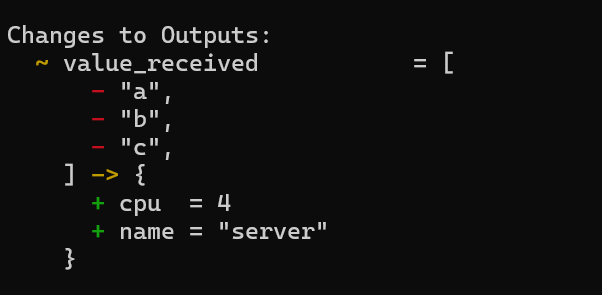 Changes to Outputs:
  ~ value_received           = [
      - "a",
      - "b",
      - "c",
    ] -> {
      + cpu  = 4
      + name = "server"
    }